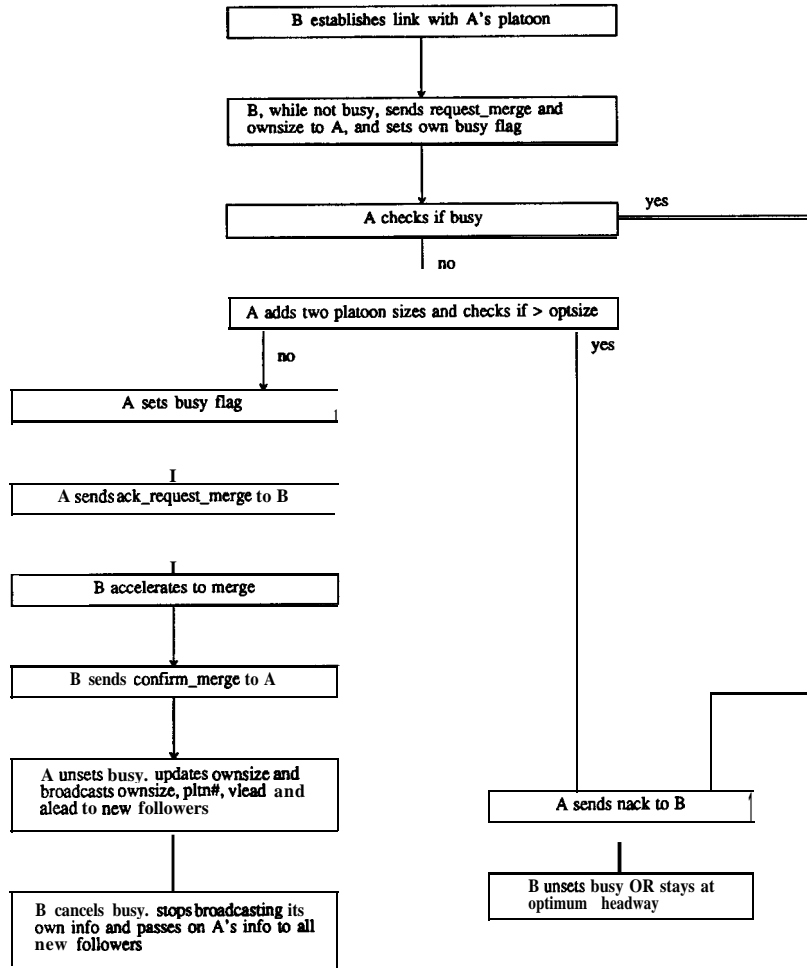 B establishes link with A's platoon
B, while not busy, sends request_merge and
ownsize to A, and sets own busy flag
yes
A checks if busy
no
A adds two platoon sizes and checks if > optsize
no
yes
A sets busy flag
A sends ack_request_merge to B
B accelerates to merge
B sends confirm_merge to A
A unsets busy. updates ownsize and
broadcasts ownsize, pltn#, vlead and
alead to new followers
A sends nack to B
B unsets busy OR stays at
optimum headway
B cancels busy. stops broadcasting its
own info and passes on A's info to all
new followers